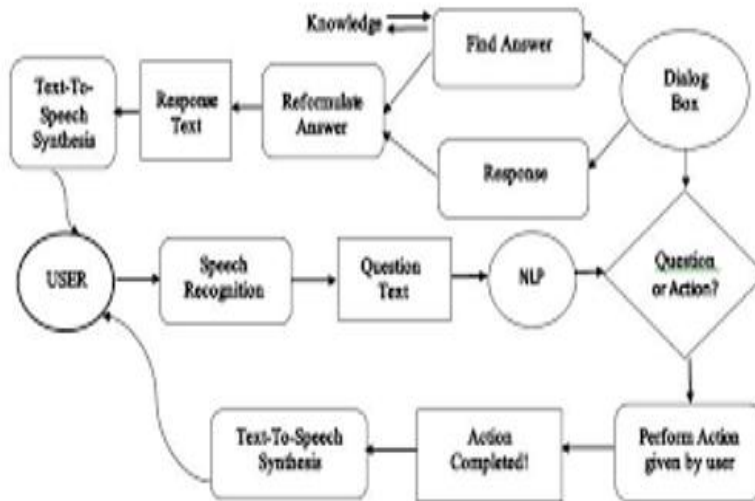 Knowledge
Find Answer
Dialog
Box
Text-To-
Speech
Synthesis
Response
Text
Reformulate
Answer
Response
USER
Speech
Recognition
Question
Text
NLP
Question
or Action?
Text-To-Speech
Synthesis
Action
Completed!
Perform Action
given by user